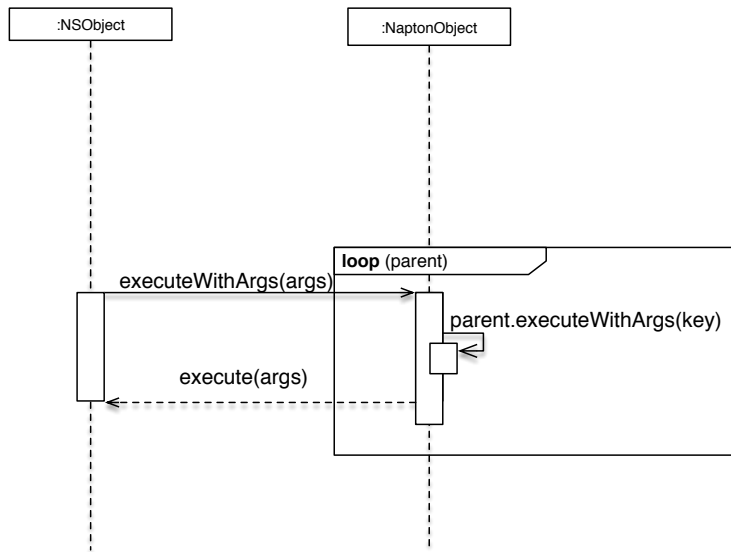 :NSObject
:NaptonObject
loop (parent)
executeWithArgs(args)
parent.executeWithArgs(key)
execute(args)